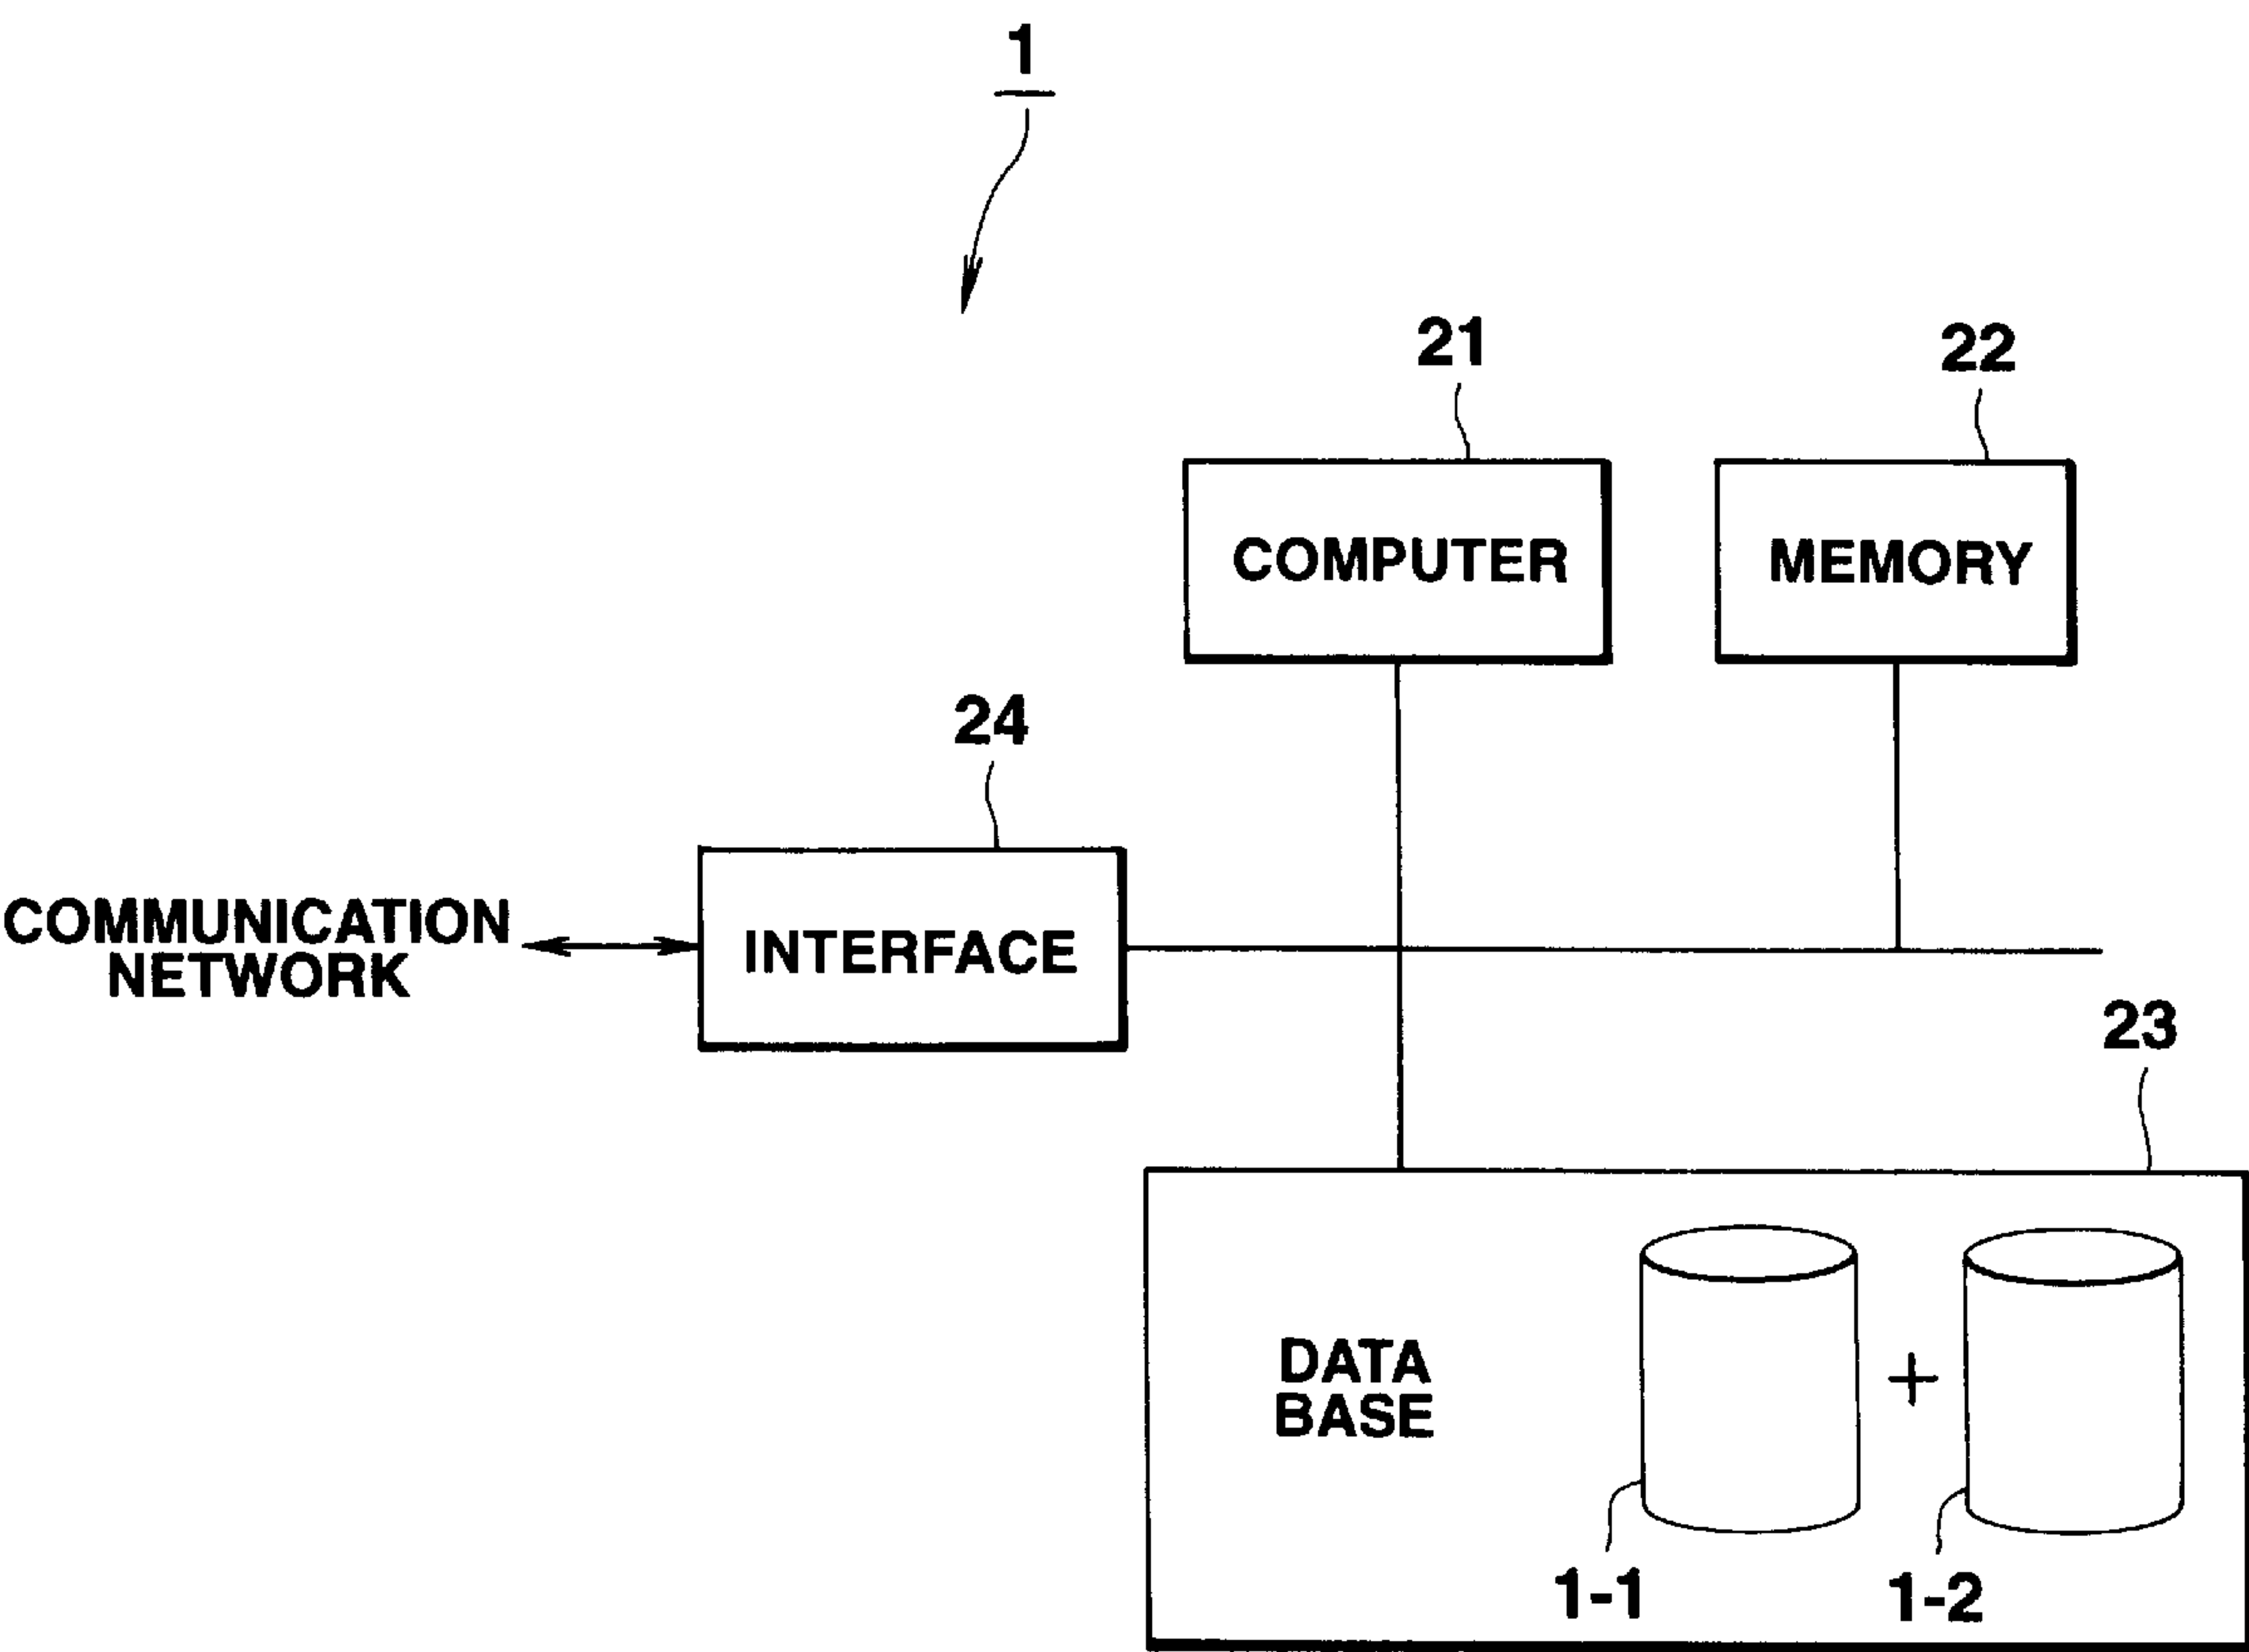 1
21
22
COMPUTER
MEMORY
24
COMMUNICATION
NETWORK
INTERFACE
23
DATA
BASE
+
1-1
1-2